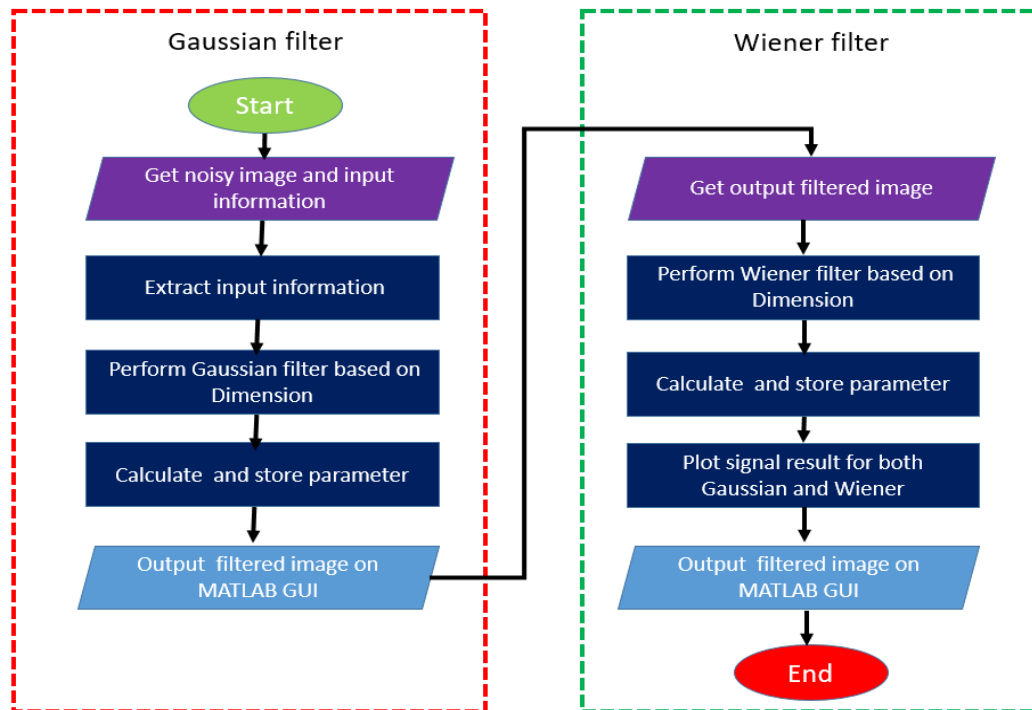 Gaussian filter
Start
Get noisy image and input
information
Extract input information
Perform Gaussian filter based on
Dimension
Calculate and store parameter
Output filtered image on
MATLAB GUI
Wiener filter
Get output filtered image
Perform Wiener filter based on
Dimension
Calculate and store parameter
Plot signal result for both
Gaussian and Wiener
Output filtered image on
MATLAB GUI
End